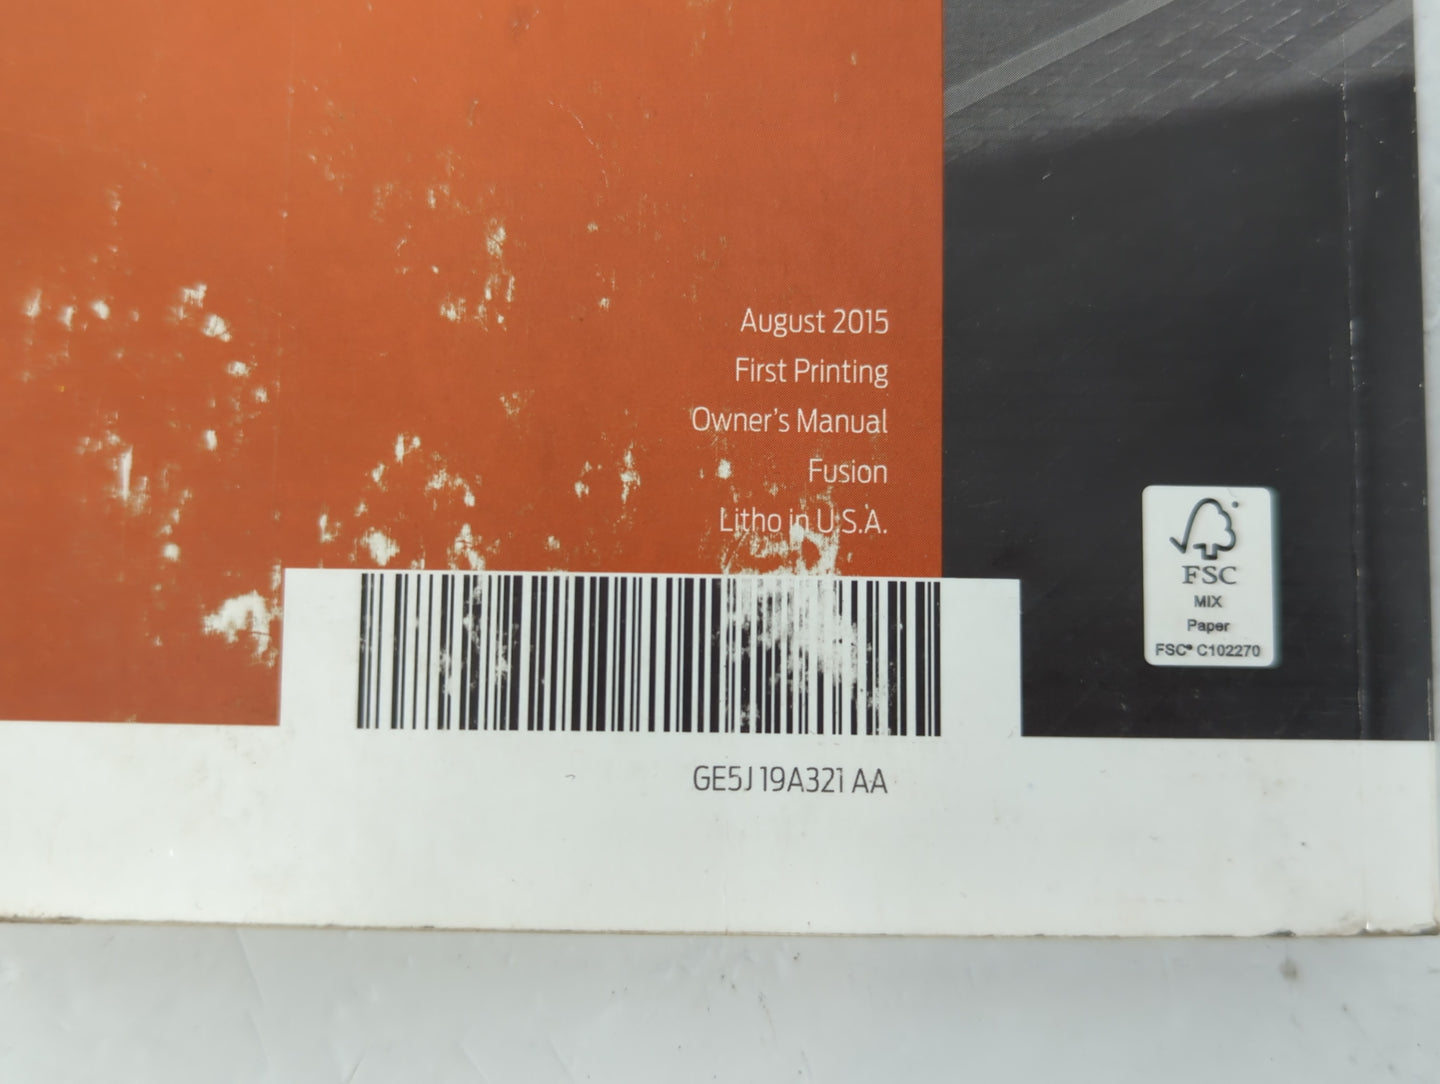 August 2015
First Printing
Owner's Manual
Fusion
Litho in U.S.A.
FSC
MIX
Paper
FSC® C102270
GE5J 19A321 AA